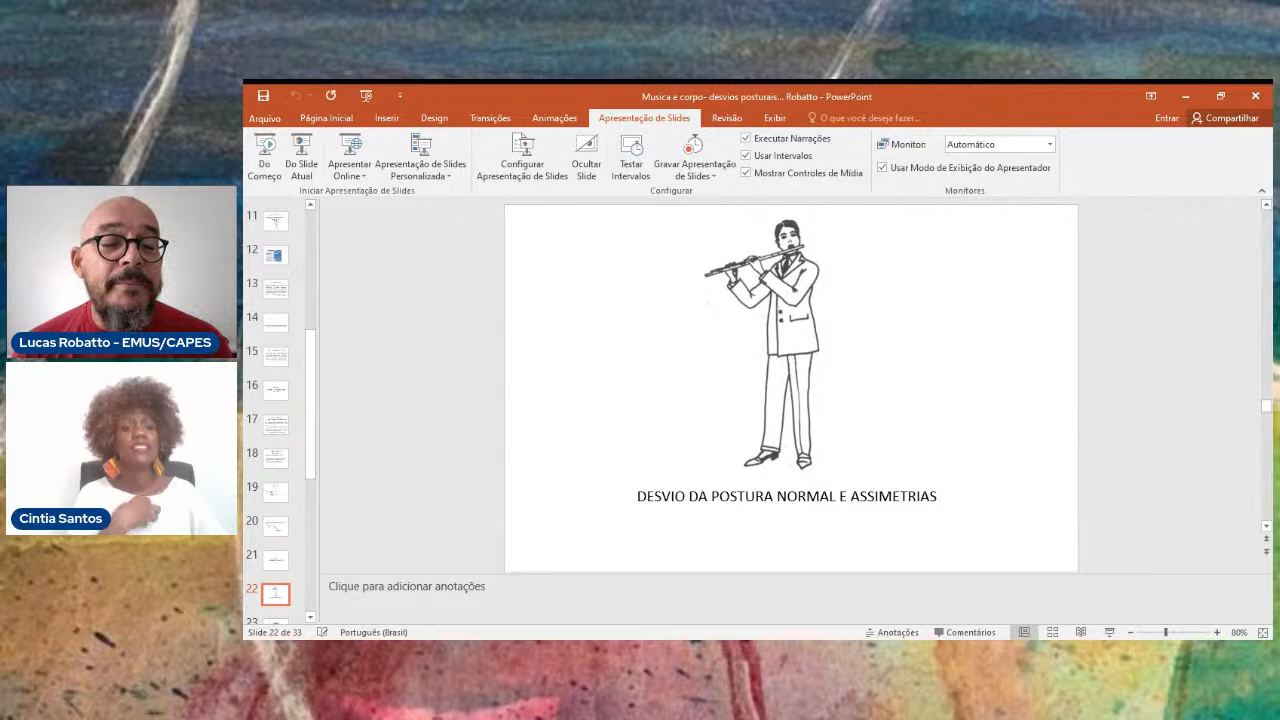 Musica e corpo- desvios posturais... Robatto - PowerPoint
Arquivo Página Inicial Inserir Design Transições Animações Apresentação de Slides Revisão Exibir O que você deseja fazer... Entrar Compartilhar
Do Começo
Do Slide Atual
Apresentar Online
Apresentação de Slides Personalizada
Iniciar Apresentação de Slides
Configurar Apresentação de Slides
Ocultar Slide
Testar Intervalos
Gravar Apresentação de Slides
Executar Narrações
Usar Intervalos
Mostrar Controles de Mídia
Configurar
Monitor: Automático
Usar Modo de Exibição do Apresentador
Monitores
11
12
13
14
15
16
17
18
19
20
21
22
23
Lucas Robatto - EMUS/CAPES
Cintia Santos
DESVIO DA POSTURA NORMAL E ASSIMETRIAS
Clique para adicionar anotações
Slide 22 de 33 Português (Brasil) Anotações Comentários 80%